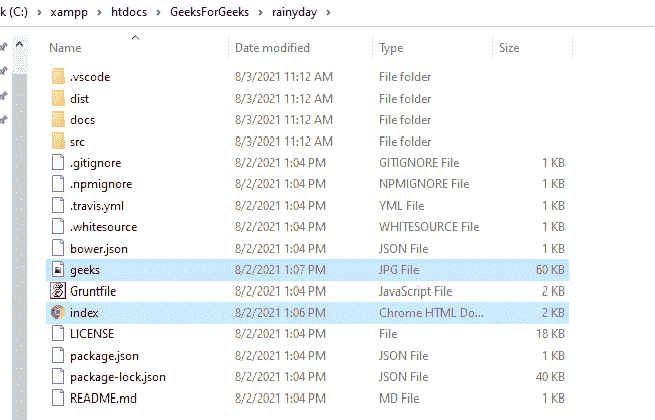 k (C:) > xampp > htdocs > GeeksForGeeks > rainyday >
Name Date modified Type Size
.vscode 8/3/2021 11:12 AM File folder
dist 8/3/2021 11:12 AM File folder
docs 8/3/2021 11:12 AM File folder
src 8/3/2021 11:12 AM File folder
.gitignore 8/2/2021 1:04 PM GITIGNORE File 1 KB
.npmignore 8/2/2021 1:04 PM NPMIGNORE File 1 KB
.travis.yml 8/2/2021 1:04 PM YML File 1 KB
.whitesource 8/2/2021 1:04 PM WHITESOURCE File 1 KB
bower.json 8/2/2021 1:04 PM JSON File 1 KB
geeks 8/2/2021 1:07 PM JPG File 60 KB
Gruntfile 8/2/2021 1:04 PM JavaScript File 2 KB
index 8/2/2021 1:06 PM Chrome HTML Do... 2 KB
LICENSE 8/2/2021 1:04 PM File 18 KB
package.json 8/2/2021 1:04 PM JSON File 1 KB
package-lock.json 8/2/2021 1:04 PM JSON File 40 KB
README.md 8/2/2021 1:04 PM MD File 1 KB